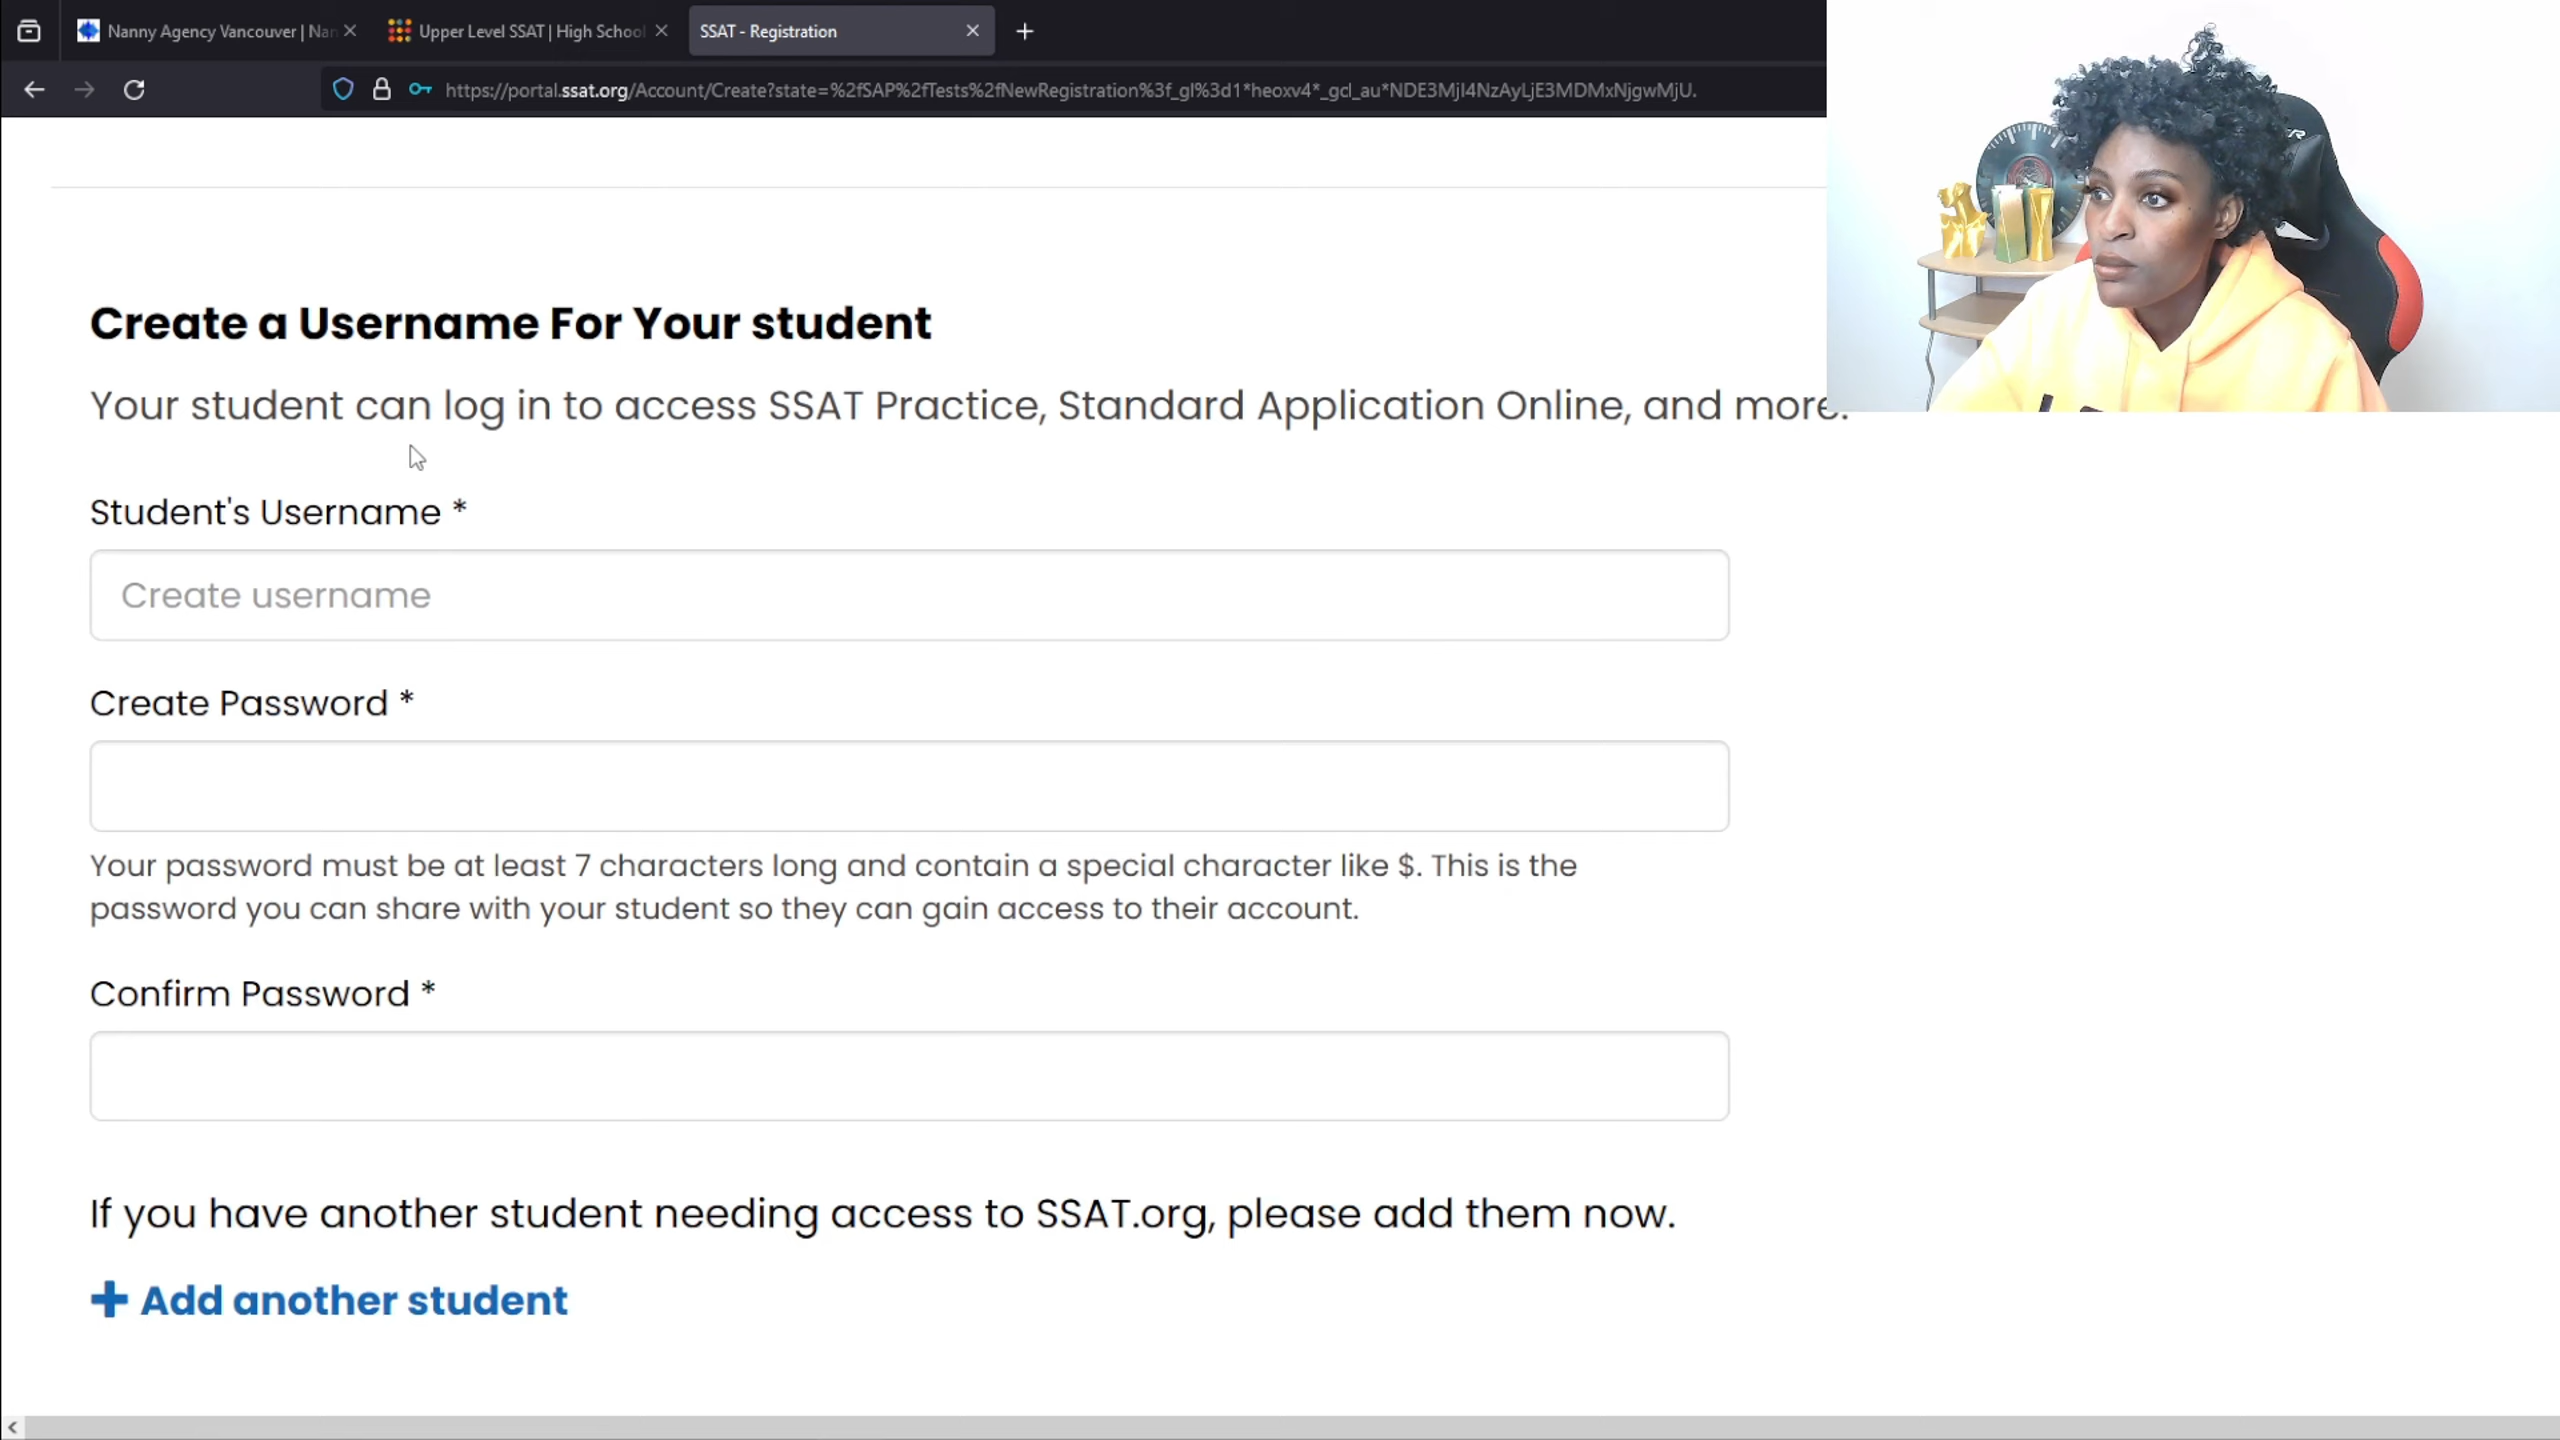 Nanny Agency Vancouver | Nan
Upper Level SSAT | High School
SSAT - Registration
https://portal.ssat.org/Account/Create?state=%2fSAP%2fTests%2fNewRegistration%3f_gl%3d1*heoxv4*_gcl_au*NDE3MjI4NzAyLjE3MDMxNjgwMjU.
Create a Username For Your student
Your student can log in to access SSAT Practice, Standard Application Online, and more.
Student's Username *
Create username
Create Password *
Your password must be at least 7 characters long and contain a special character like $. This is the
password you can share with your student so they can gain access to their account.
Confirm Password *
If you have another student needing access to SSAT.org, please add them now.
Add another student